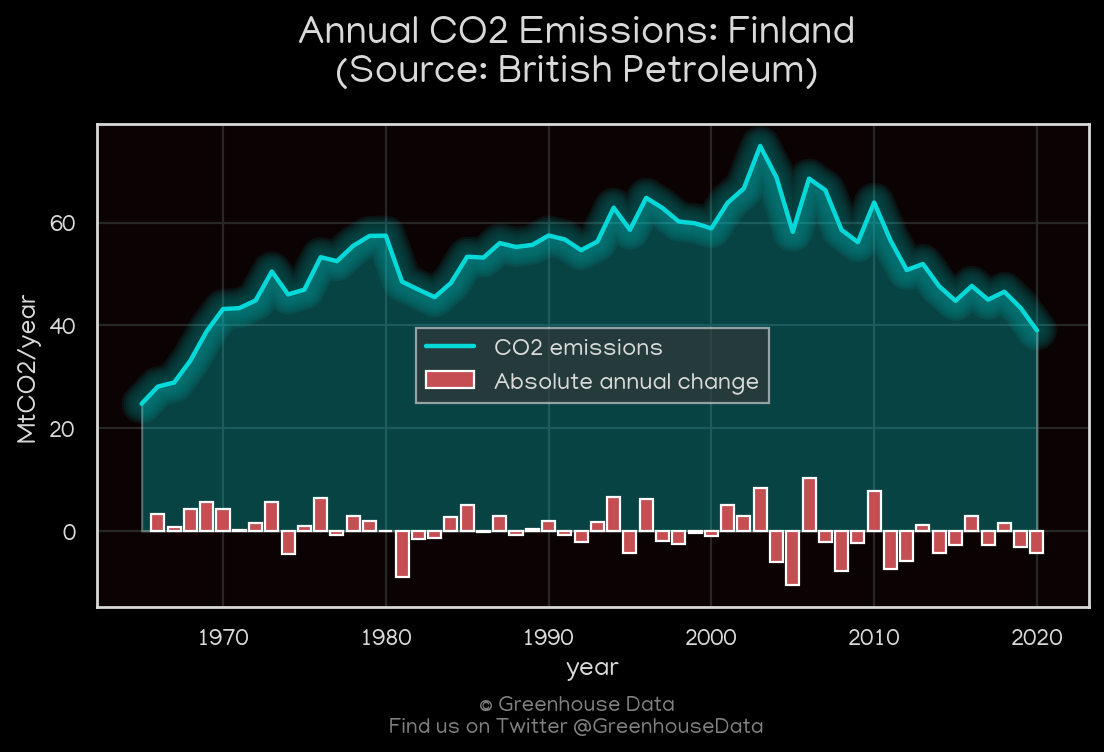 Annual CO2 Emissions: Finland
(Source: British Petroleum)
MtCO2/year
60
40
20
0
CO2 emissions
Absolute annual change
1970 1980 1990 2000 2010 2020
year
© Greenhouse Data
Find us on Twitter @GreenhouseData